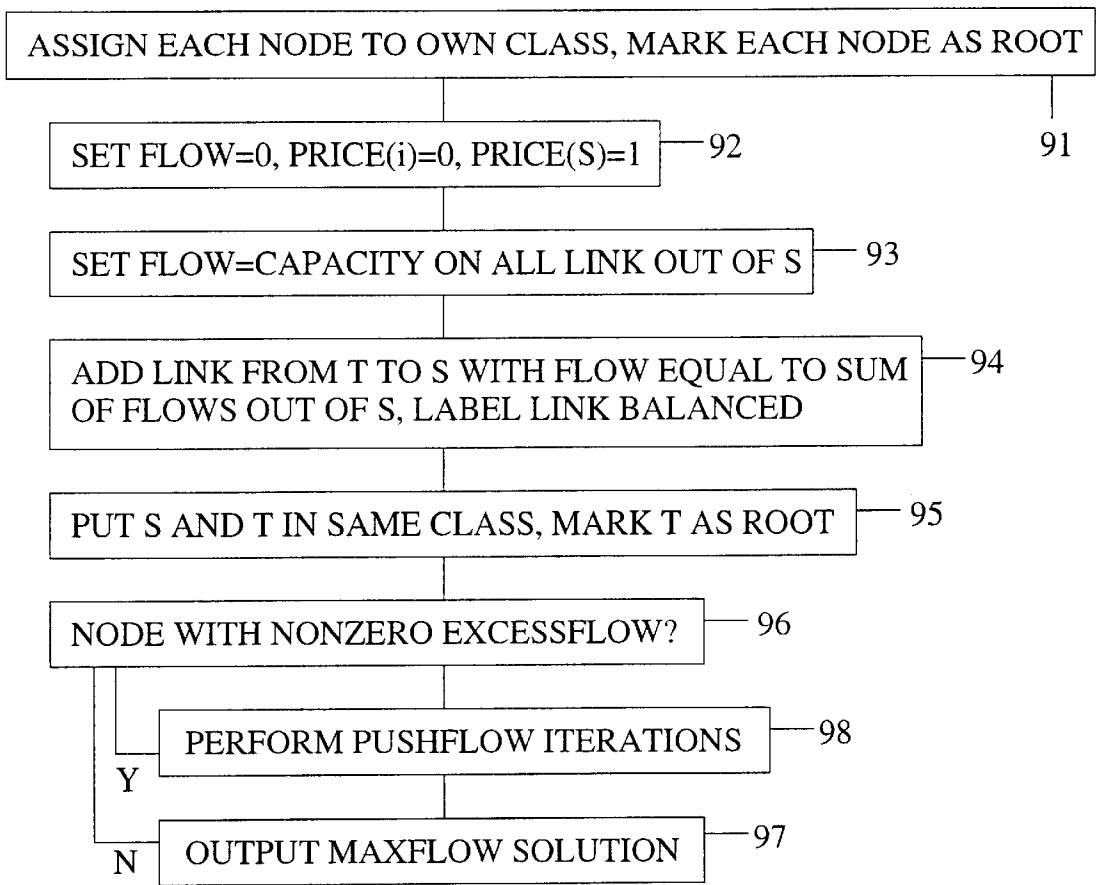 ASSIGN EACH NODE TO OWN CLASS, MARK EACH NODE AS ROOT
91
SET FLOW=0, PRICE(i)=0, PRICE(S)=1
92
SET FLOW=CAPACITY ON ALL LINK OUT OF S
93
ADD LINK FROM T TO S WITH FLOW EQUAL TO SUM
OF FLOWS OUT OF S, LABEL LINK BALANCED
94
PUT S AND T IN SAME CLASS, MARK T AS ROOT
95
NODE WITH NONZERO EXCESSFLOW?
96
PERFORM PUSHFLOW ITERATIONS
98
Y
OUTPUT MAXFLOW SOLUTION
97
N